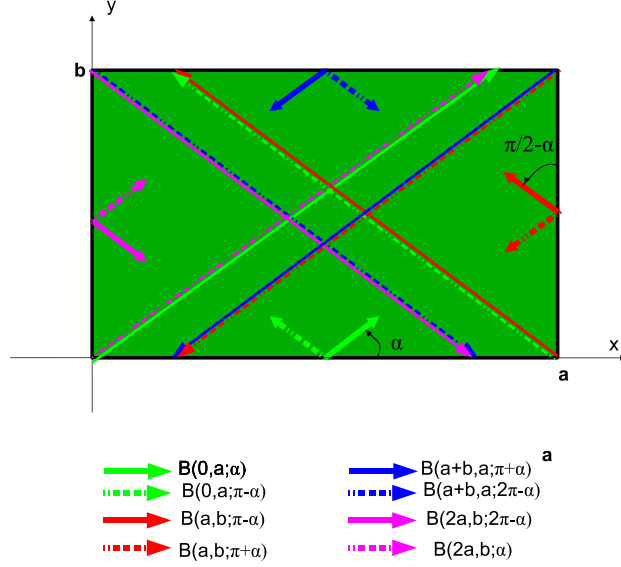 y
b
π/2-α
α
x
a
a
B(0,a;α) B(a+b,a;π+α)
B(0,a;π-α) B(a+b,a;2π-α)
B(a,b;π-α) B(2a,b;2π-α)
B(a,b;π+α) B(2a,b;α)